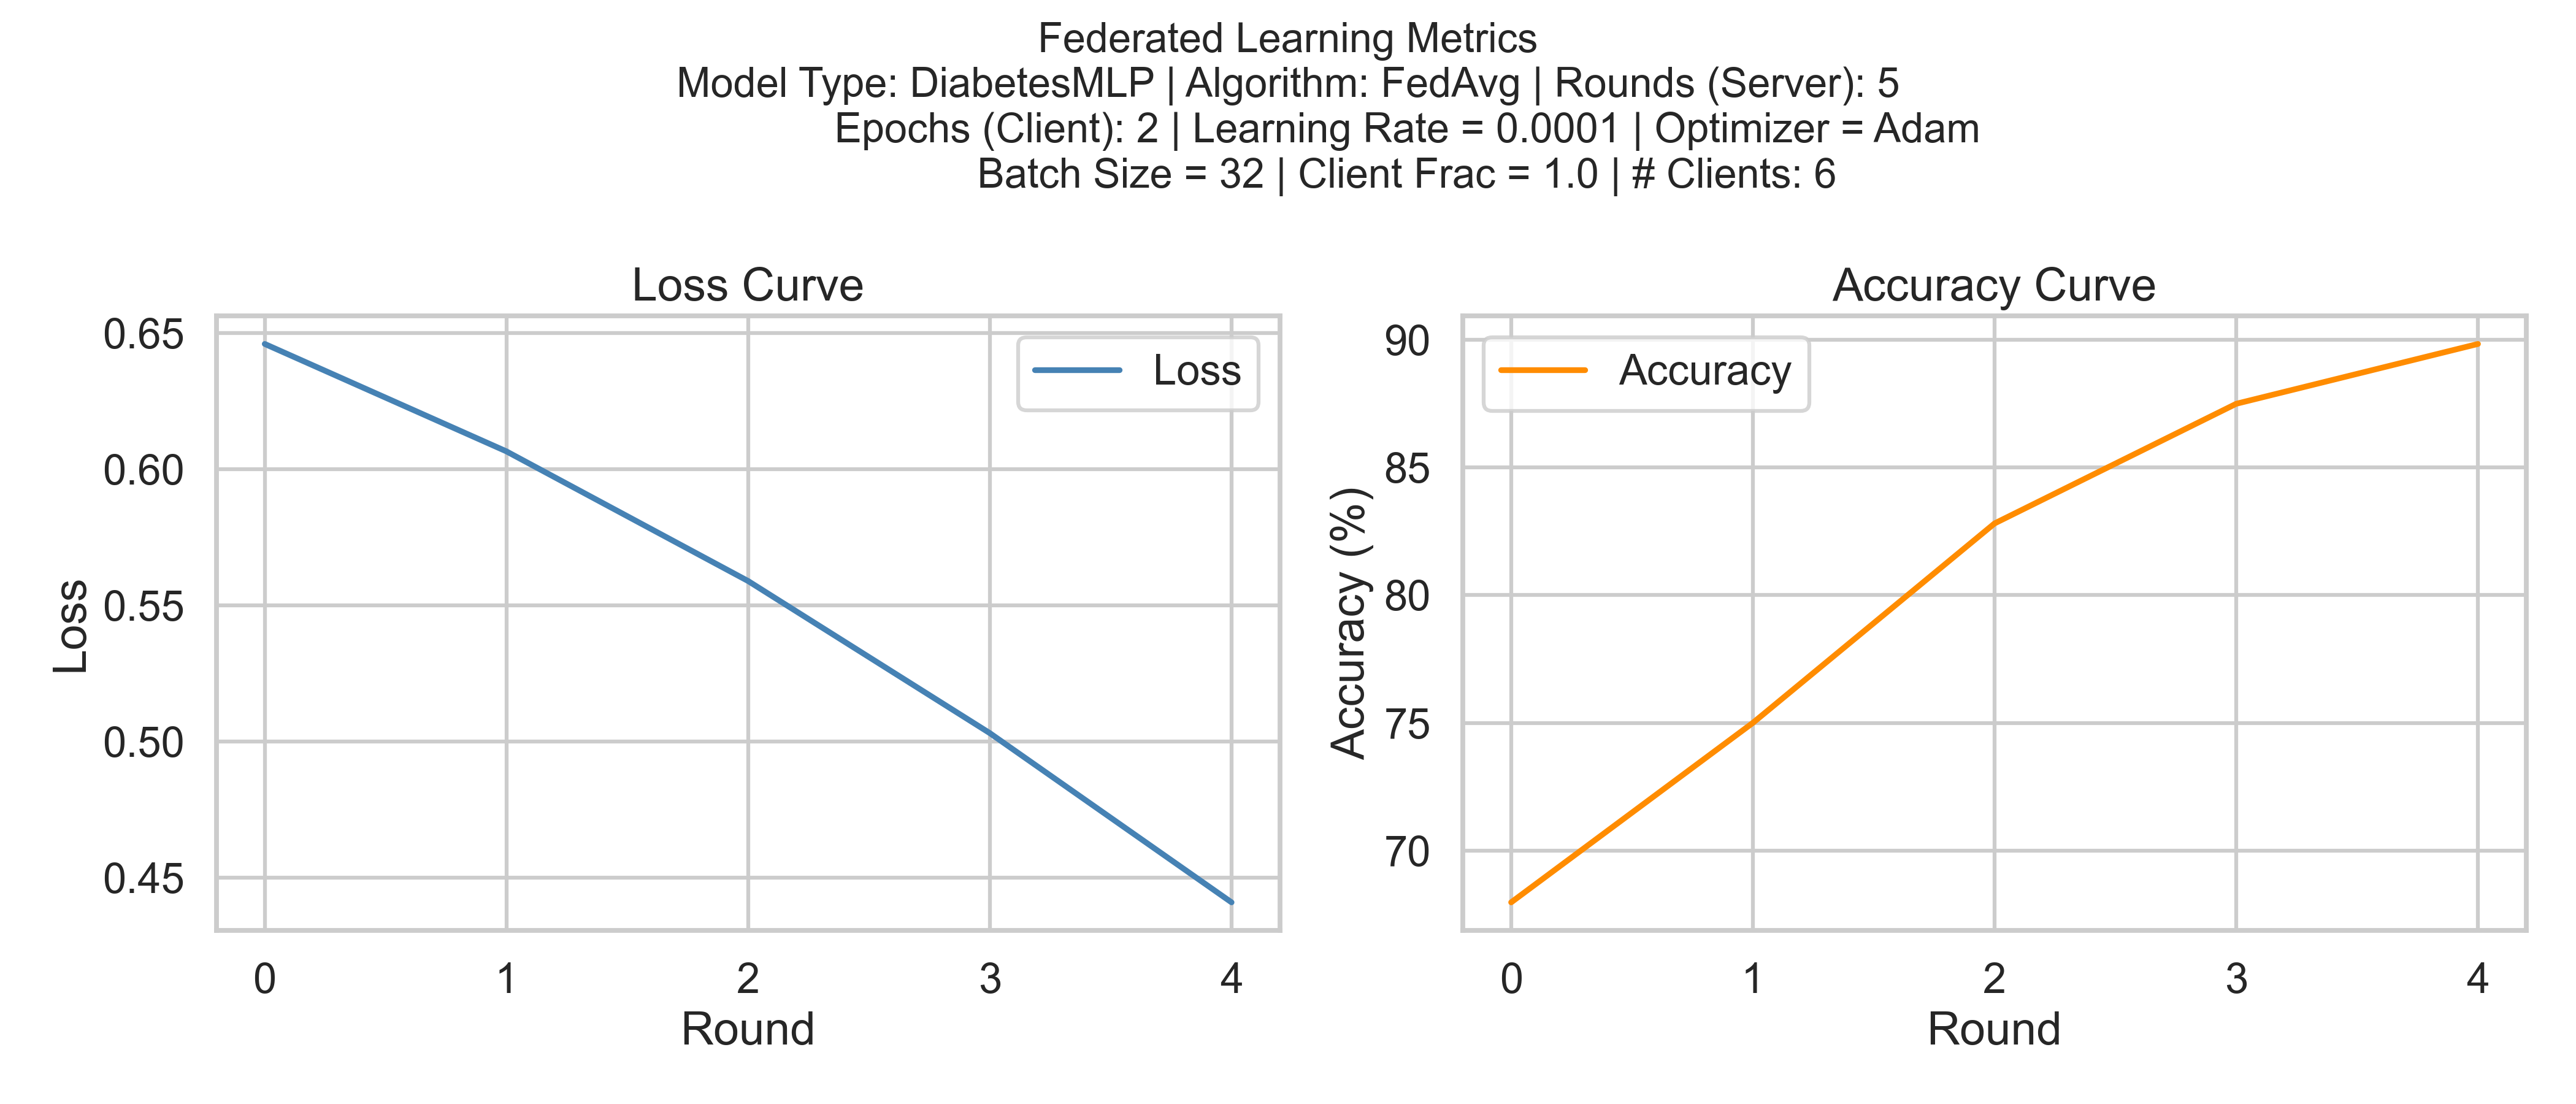 Federated Learning Metrics
Model Type: DiabetesMLP | Algorithm: FedAvg | Rounds (Server): 5
Epochs (Client): 2 | Learning Rate = 0.0001 | Optimizer = Adam
Batch Size = 32 | Client Frac = 1.0 | # Clients: 6
Loss Curve
0.65
0.60
0.55
0.50
0.45
Loss
Loss
0 1 2 3 4
Round
Accuracy Curve
90
85
80
75
70
Accuracy (%)
Accuracy
0 1 2 3 4
Round